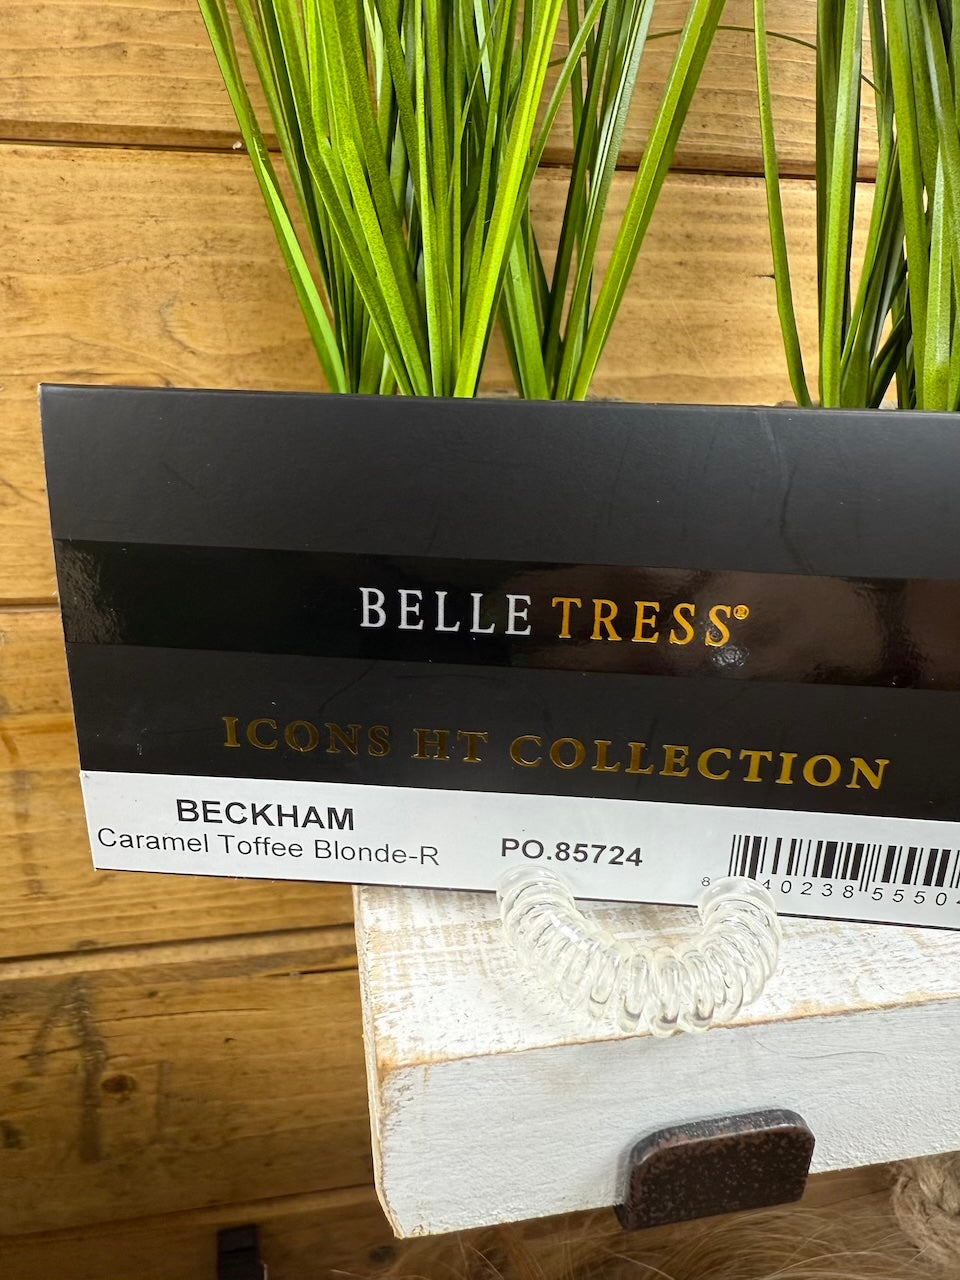 BELLE TRESS®
ICONS HT COLLECTION
BECKHAM
Caramel Toffee Blonde-R
PO.85724